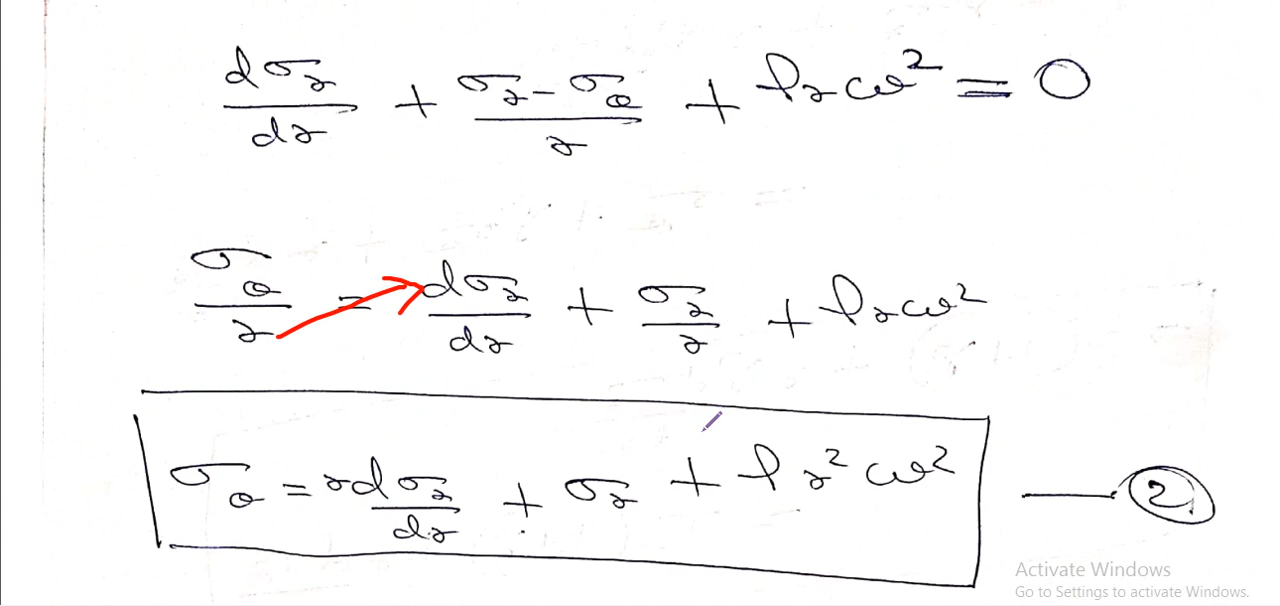 dσr/dr + (σr - σθ)/r + ρrω² = 0
σθ/r = dσr/dr + σr/r + ρrω²
σθ = r dσr/dr + σr + ρr²ω² — ②
Activate Windows
Go to Settings to activate Windows.